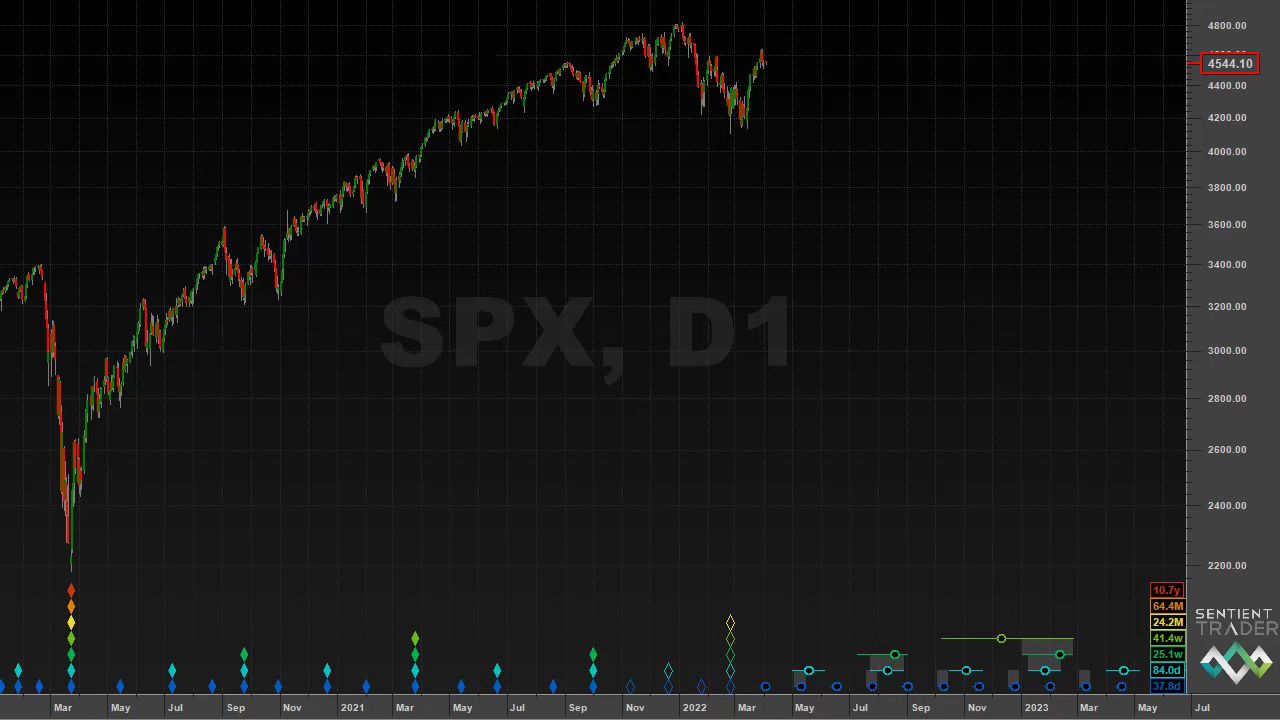 4800.00
4544.10
4400.00
4200.00
4000.00
3800.00
3600.00
3400.00
SPX, D1
3200.00
3000.00
2800.00
2600.00
2400.00
2200.00
10.7y
64.4M
24.2M
41.4w
25.1w
84.0d
37.8d
SENTIENT
TRADER
Mar May Jul Sep Nov 2021 Mar May Jul Sep Nov 2022 Mar May Jul Sep Nov 2023 Mar May Jul